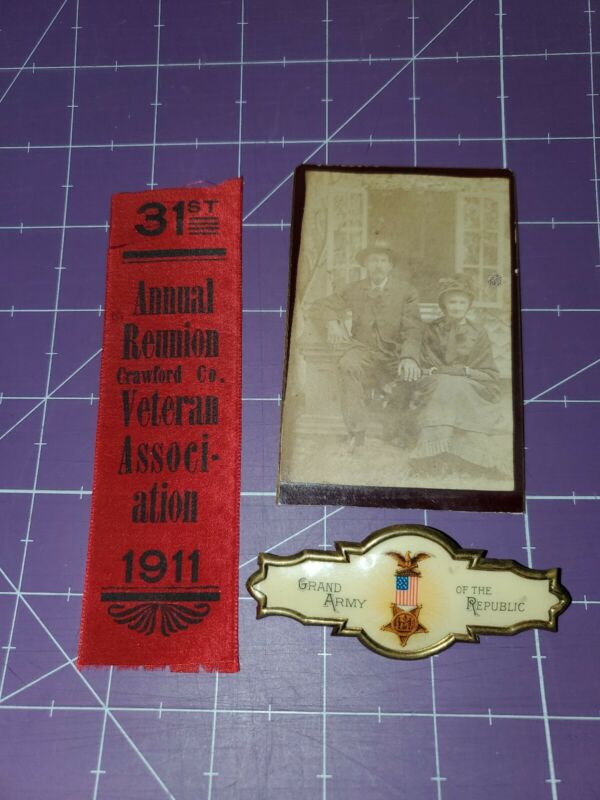 31ST
Annual
Reunion
Crawford Co.
Veteran
Associ-
ation
1911
GRAND
ARMY
OF THE
REPUBLIC